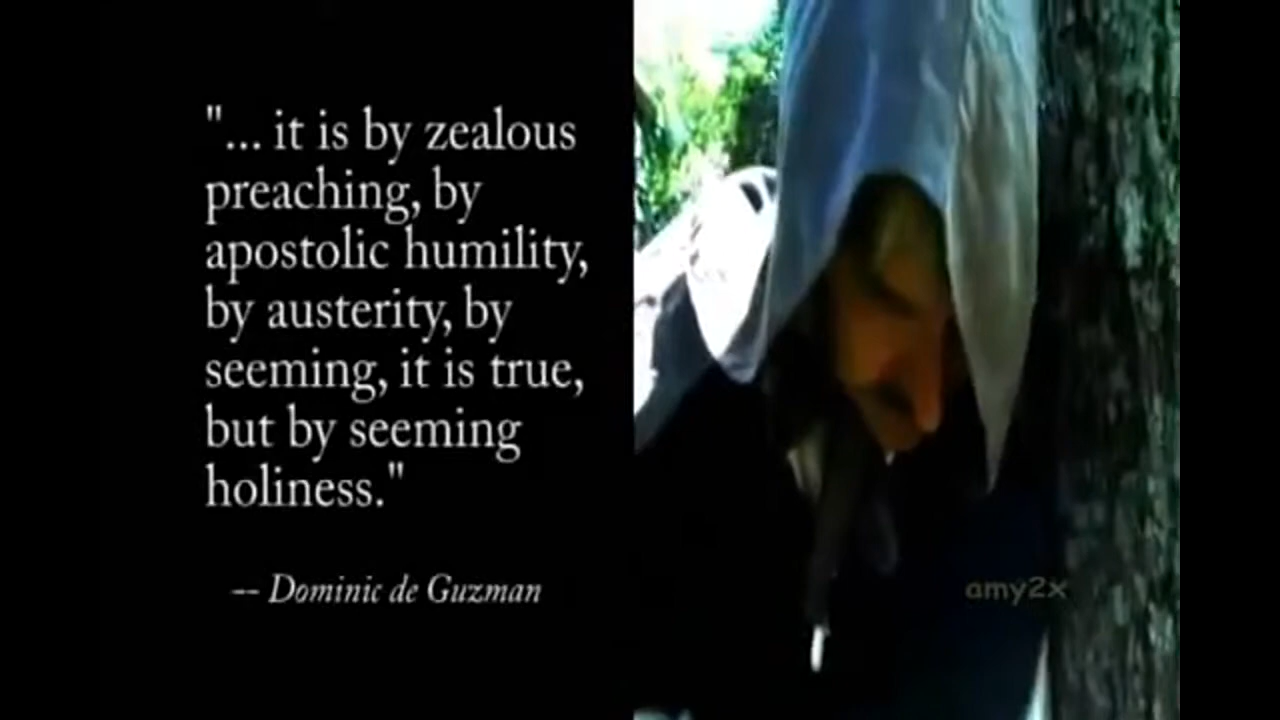 "... it is by zealous
preaching, by
apostolic humility,
by austerity, by
seeming, it is true,
but by seeming
holiness."
-- Dominic de Guzman
amy2x